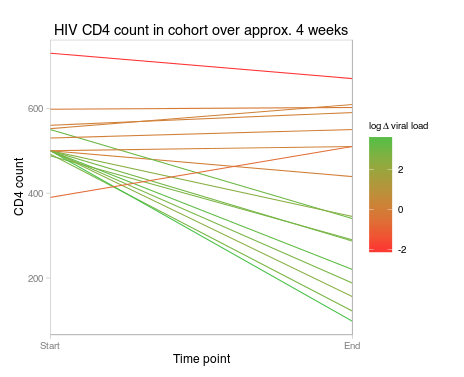 HIV CD4 count in cohort over approx. 4 weeks
600
400
200
CD4 count
Start
End
Time point
log Δ viral load
2
0
-2